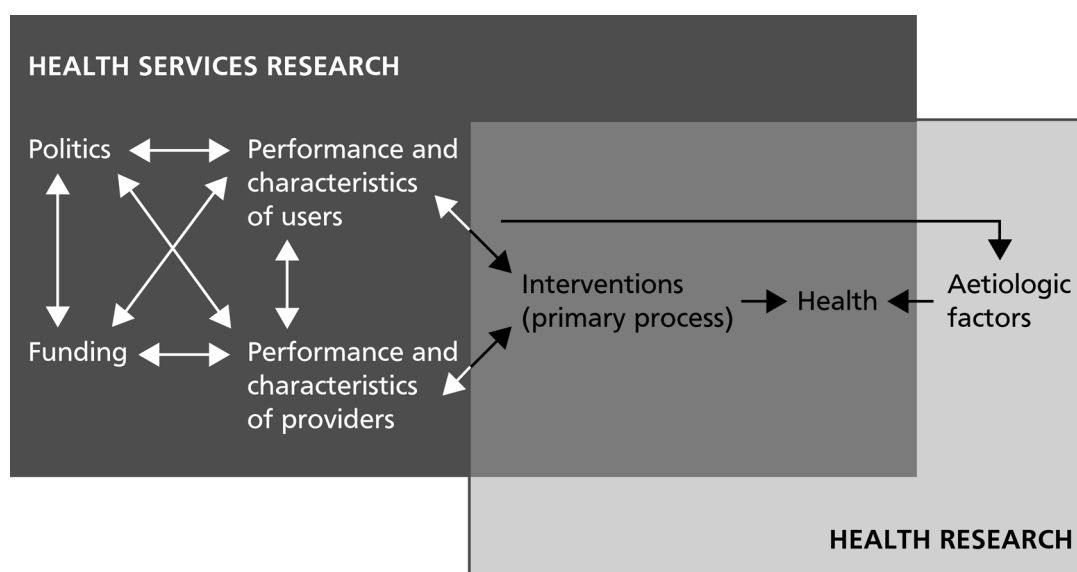 HEALTH SERVICES RESEARCH
Politics
Performance and
characteristics
of users
Funding
Performance and
characteristics
of providers
Interventions
(primary process)
Health
Aetiologic
factors
HEALTH RESEARCH